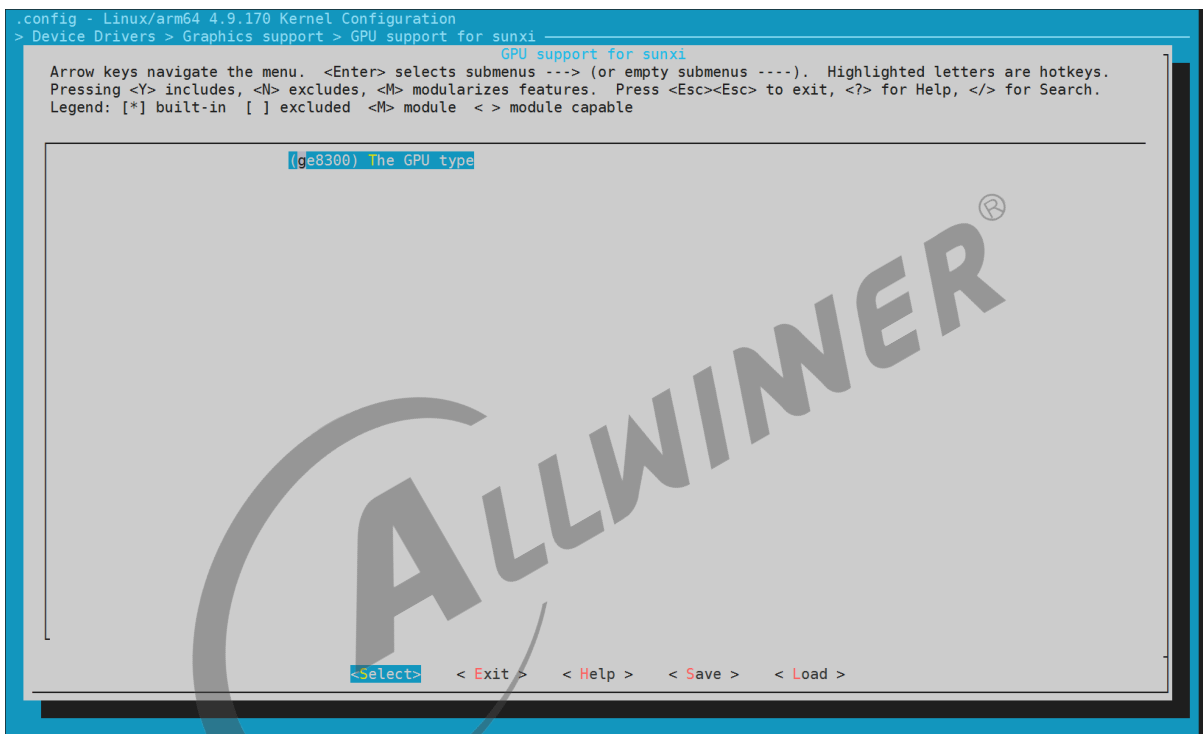 .config - Linux/arm64 4.9.170 Kernel Configuration
> Device Drivers > Graphics support > GPU support for sunxi
GPU support for sunxi
Arrow keys navigate the menu.  <Enter> selects submenus ---> (or empty submenus ----).  Highlighted letters are hotkeys.
Pressing <Y> includes, <N> excludes, <M> modularizes features.  Press <Esc><Esc> to exit, <?> for Help, </> for Search.
Legend: [*] built-in  [ ] excluded  <M> module  < > module capable
(ge8300) The GPU type
ALLWINNER®
<Select>    < Exit >    < Help >    < Save >    < Load >